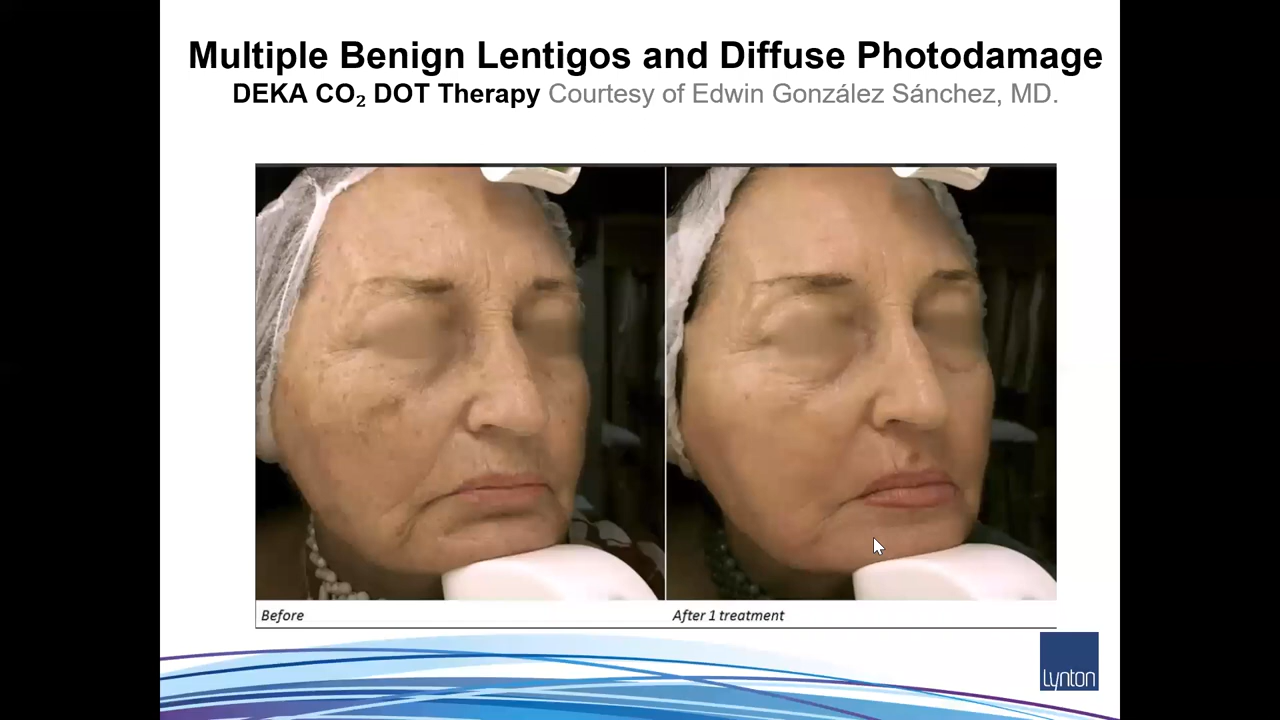 Multiple Benign Lentigos and Diffuse Photodamage
DEKA CO₂ DOT Therapy Courtesy of Edwin González Sánchez, MD.
Before
After 1 treatment
Lynton